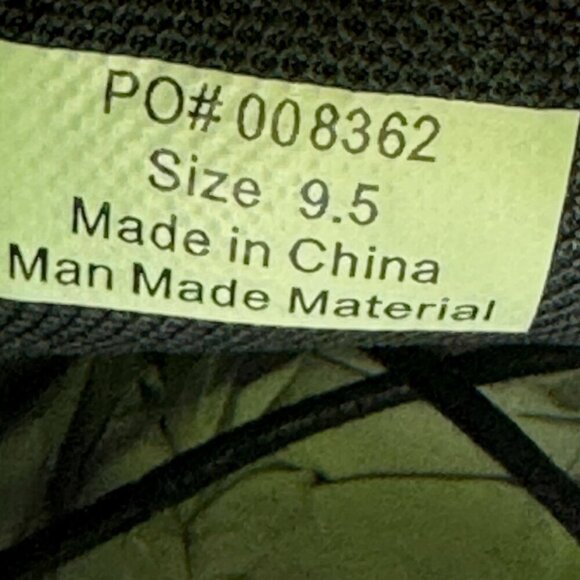 PO# 008362
Size 9.5
Made in China
Man Made Material